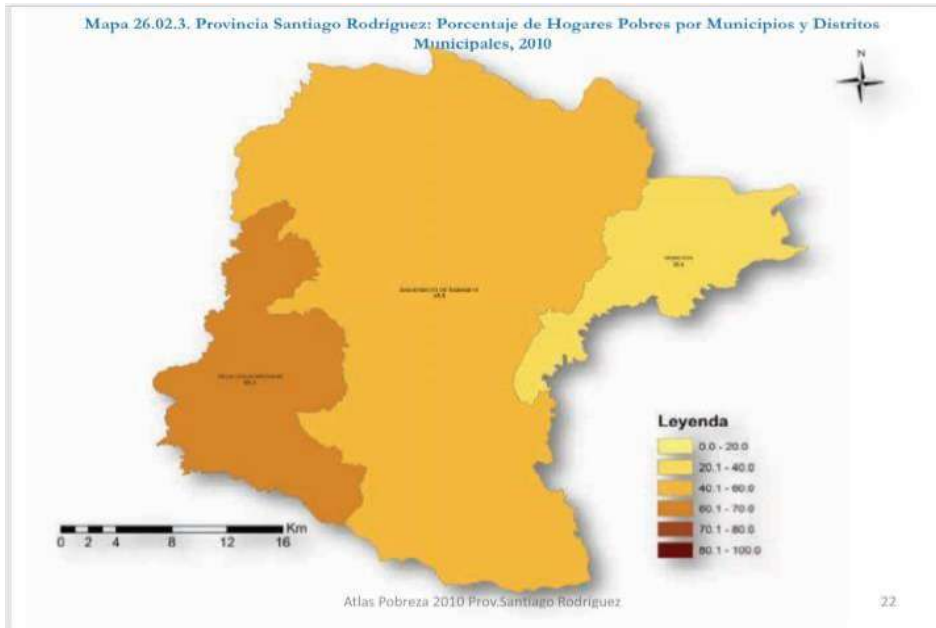 Mapa 26.02.3. Provincia Santiago Rodríguez: Porcentaje de Hogares Pobres por Municipios y Distritos
Municipales, 2010
N
Leyenda
0.0 - 20.0
20.1 - 40.0
40.1 - 60.0
60.1 - 70.0
70.1 - 80.0
80.1 - 100.0
Km
0 2 4 8 12 16
Atlas Pobreza 2010 Prov.Santiago Rodríguez
22